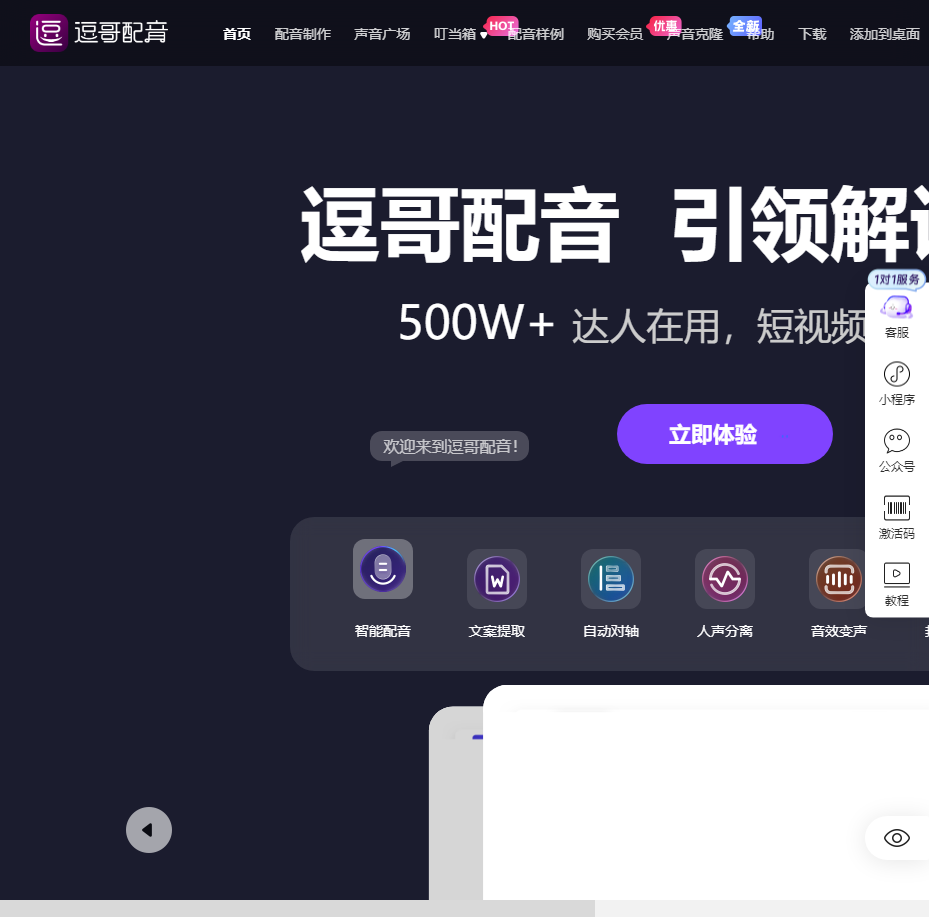 逗哥配音
首页 配音制作 声音广场 叮当箱 HOT 配音样例 购买会员 优惠 声音克隆 全新 帮助 下载 添加到桌面
逗哥配音 引领解
500W+ 达人在用，短视频
立即体验
欢迎来到逗哥配音！
智能配音 文案提取 自动对轴 人声分离 音效变声
1对1服务
客服
小程序
公众号
激活码
教程